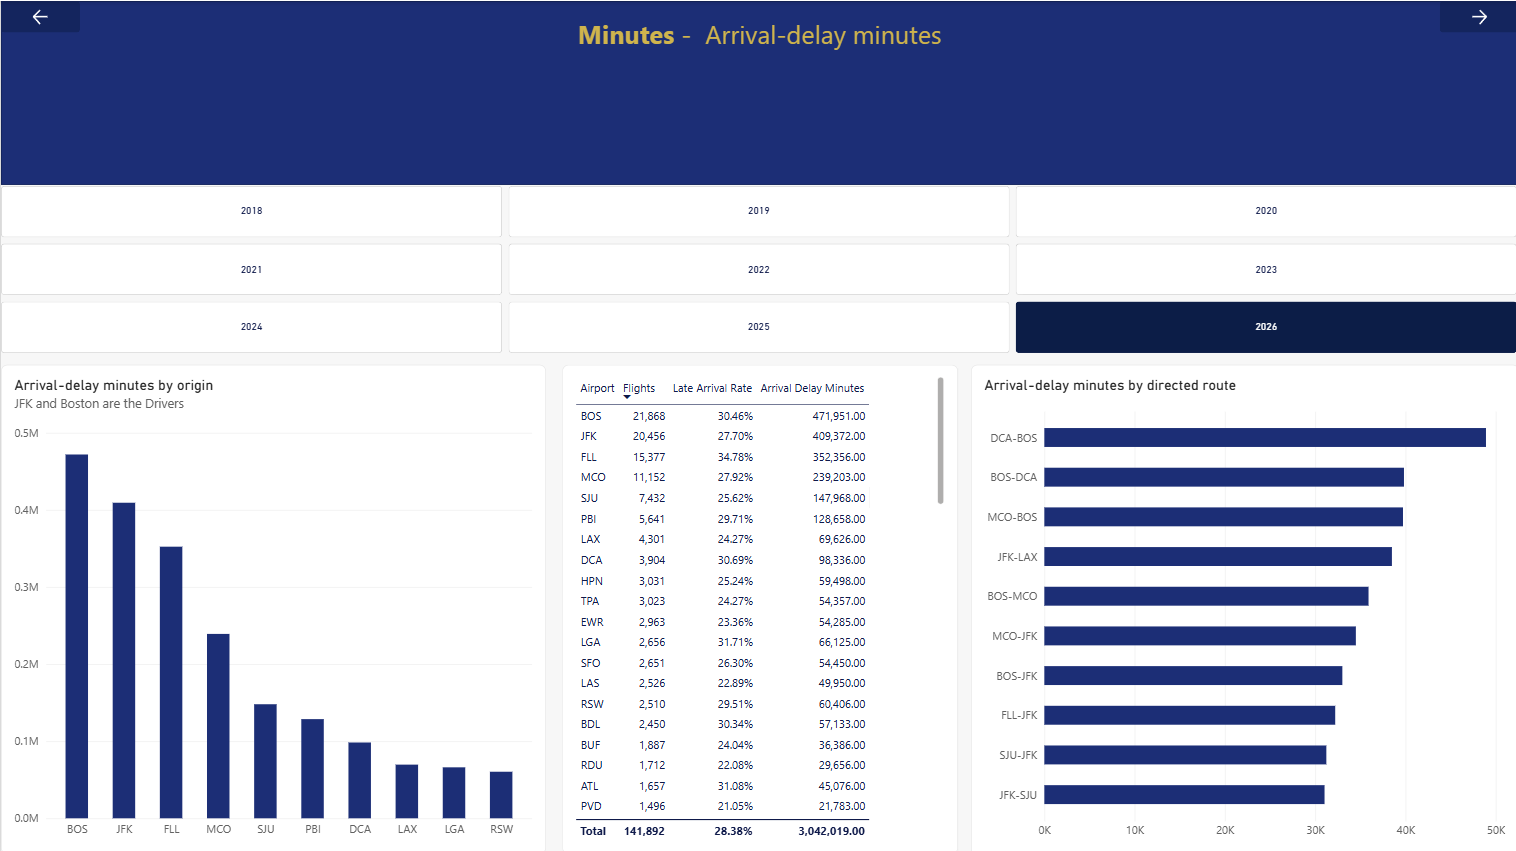 Minutes - Arrival-delay minutes
2018 2019 2020
2021 2022 2023
2024 2025 2026
Arrival-delay minutes by origin
JFK and Boston are the Drivers
0.5M
0.4M
0.3M
0.2M
0.1M
0.0M
BOS JFK FLL MCO SJU PBI DCA LAX LGA RSW
Airport Flights Late Arrival Rate Arrival Delay Minutes
BOS 21,868 30.46% 471,951.00
JFK 20,456 27.70% 409,372.00
FLL 15,377 34.78% 352,356.00
MCO 11,152 27.92% 239,203.00
SJU 7,432 25.62% 147,968.00
PBI 5,641 29.71% 128,658.00
LAX 4,301 24.27% 69,626.00
DCA 3,904 30.69% 98,336.00
HPN 3,031 25.24% 59,498.00
TPA 3,023 24.27% 54,357.00
EWR 2,963 23.36% 54,285.00
LGA 2,656 31.71% 66,125.00
SFO 2,651 26.30% 54,450.00
LAS 2,526 22.89% 49,950.00
RSW 2,510 29.51% 60,406.00
BDL 2,450 30.34% 57,133.00
BUF 1,887 24.04% 36,386.00
RDU 1,712 22.08% 29,656.00
ATL 1,657 31.08% 45,076.00
PVD 1,496 21.05% 21,783.00
Total 141,892 28.38% 3,042,019.00
Arrival-delay minutes by directed route
DCA-BOS
BOS-DCA
MCO-BOS
JFK-LAX
BOS-MCO
MCO-JFK
BOS-JFK
FLL-JFK
SJU-JFK
JFK-SJU
0K 10K 20K 30K 40K 50K